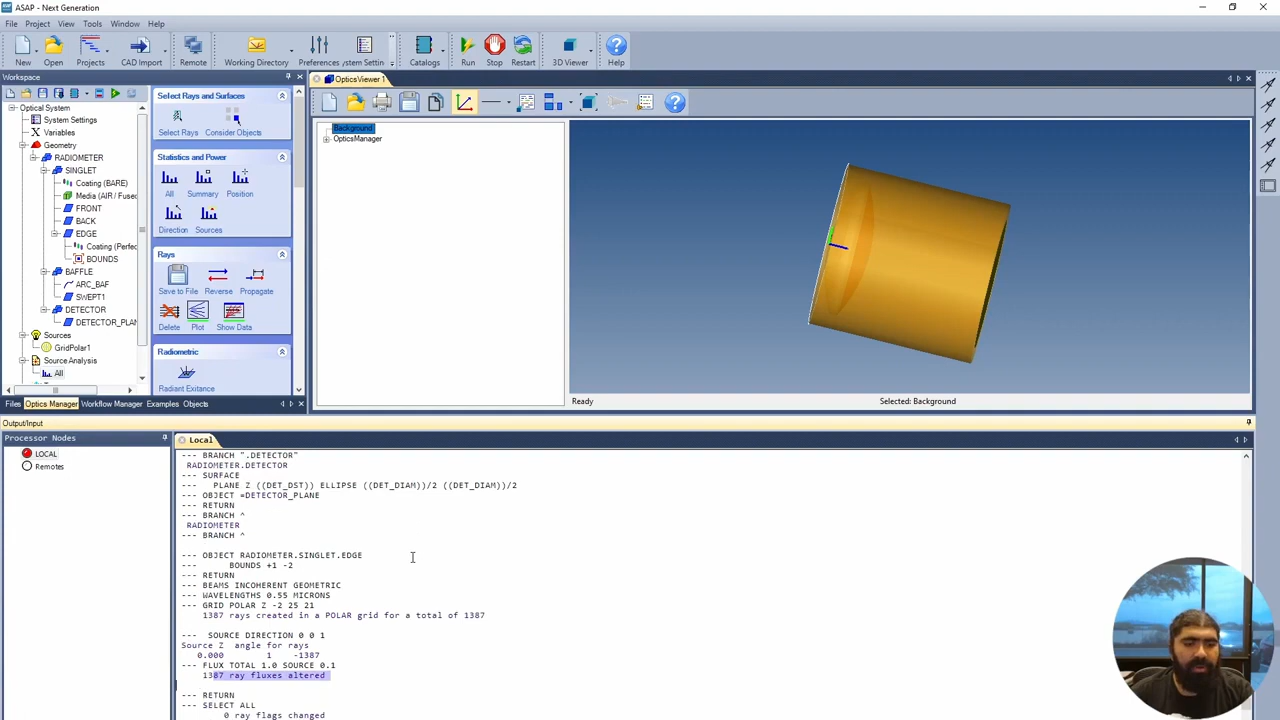 ASAP - Next Generation
File Project View Tools Window Help
New Open Projects CAD Import Remote Working Directory Preferences System Settin Catalogs Run Stop Restart 3D Viewer Help
Workspace
OpticsViewer 1
Optical System
System Settings
Variables
Geometry
RADIOMETER
SINGLET
Coating (BARE)
Media (AIR / Fused
FRONT
BACK
EDGE
Coating (Perfec
BOUNDS
BAFFLE
ARC_BAF
SWEPT1
DETECTOR
DETECTOR_PLAN
Sources
GridPolar1
Source Analysis
All
Select Rays and Surfaces
Select Rays Consider Objects
Statistics and Power
All Summary Position
Direction Sources
Rays
Save to File Reverse Propagate
Delete Plot Show Data
Radiometric
Radiant Exitance
Background
OpticsManager
Ready Selected: Background
Files Optics Manager Workflow Manager Examples Objects
Output/Input
Processor Nodes
LOCAL
Remotes
Local
--- BRANCH ".DETECTOR"
RADIOMETER.DETECTOR
--- SURFACE
--- PLANE Z ((DET_DST)) ELLIPSE ((DET_DIAM))/2 ((DET_DIAM))/2
--- OBJECT =DETECTOR_PLANE
--- RETURN
--- BRANCH ^
RADIOMETER
--- BRANCH ^
--- OBJECT RADIOMETER.SINGLET.EDGE
--- BOUNDS +1 -2
--- RETURN
--- BEAMS INCOHERENT GEOMETRIC
--- WAVELENGTHS 0.55 MICRONS
--- GRID POLAR Z -2 25 21
1387 rays created in a POLAR grid for a total of 1387
--- SOURCE DIRECTION 0 0 1
Source Z angle for rays
0.000 1 -1387
--- FLUX TOTAL 1.0 SOURCE 0.1
1387 ray fluxes altered
--- RETURN
--- SELECT ALL
0 ray flags changed